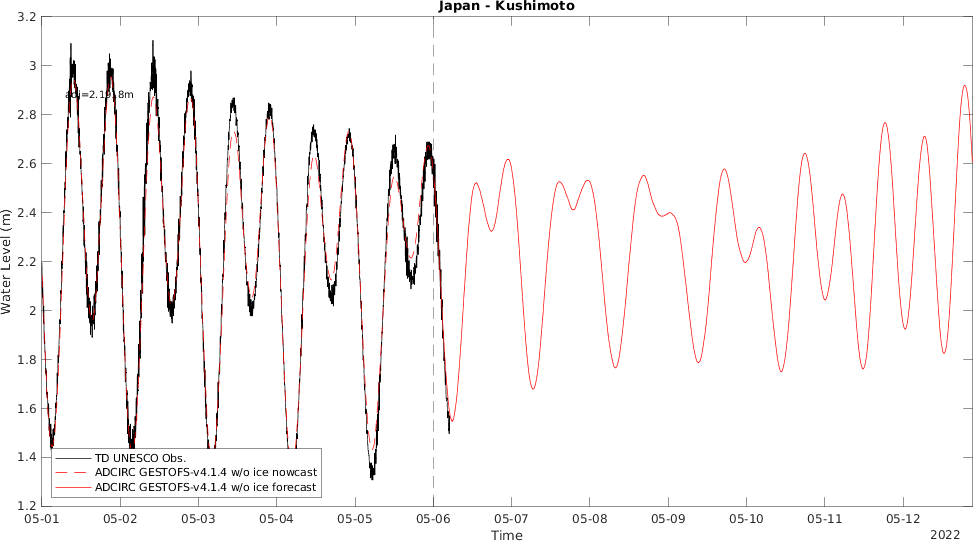 Japan - Kushimoto
3.2
3
2.8
2.6
2.4
2.2
2
1.8
1.6
1.4
1.2
Water Level (m)
TD UNESCO Obs.
ADCIRC GESTOFS-v4.1.4 w/o ice nowcast
ADCIRC GESTOFS-v4.1.4 w/o ice forecast
05-01 05-02 05-03 05-04 05-05 05-06 05-07 05-08 05-09 05-10 05-11 05-12
Time
2022